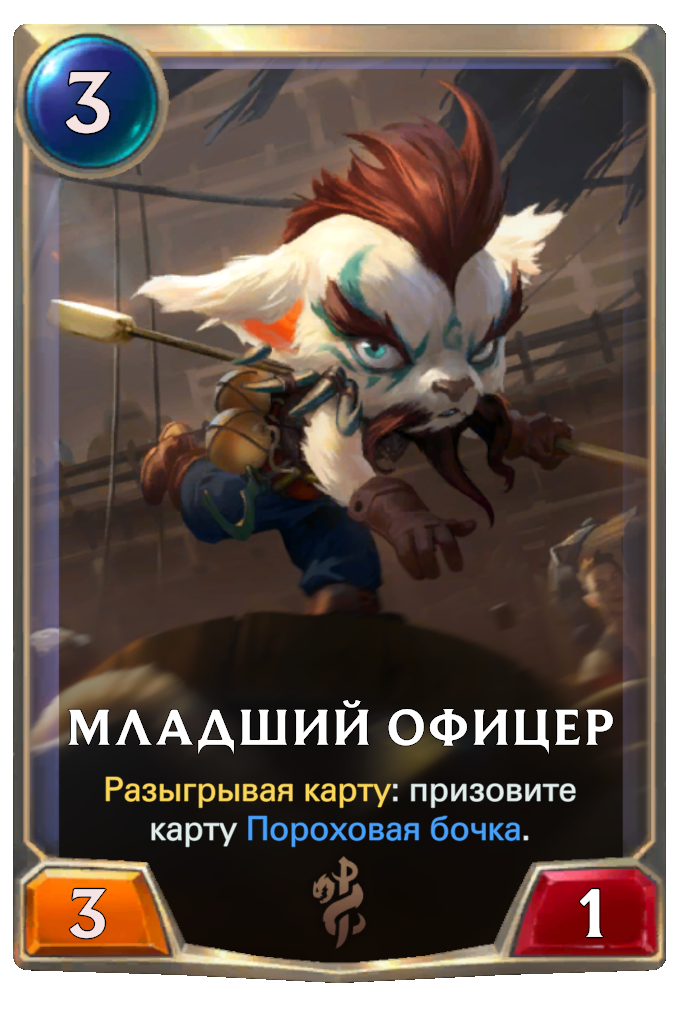 3
МЛАДШИЙ ОФИЦЕР
Разыгрывая карту: призовите
карту Пороховая бочка.
3
1